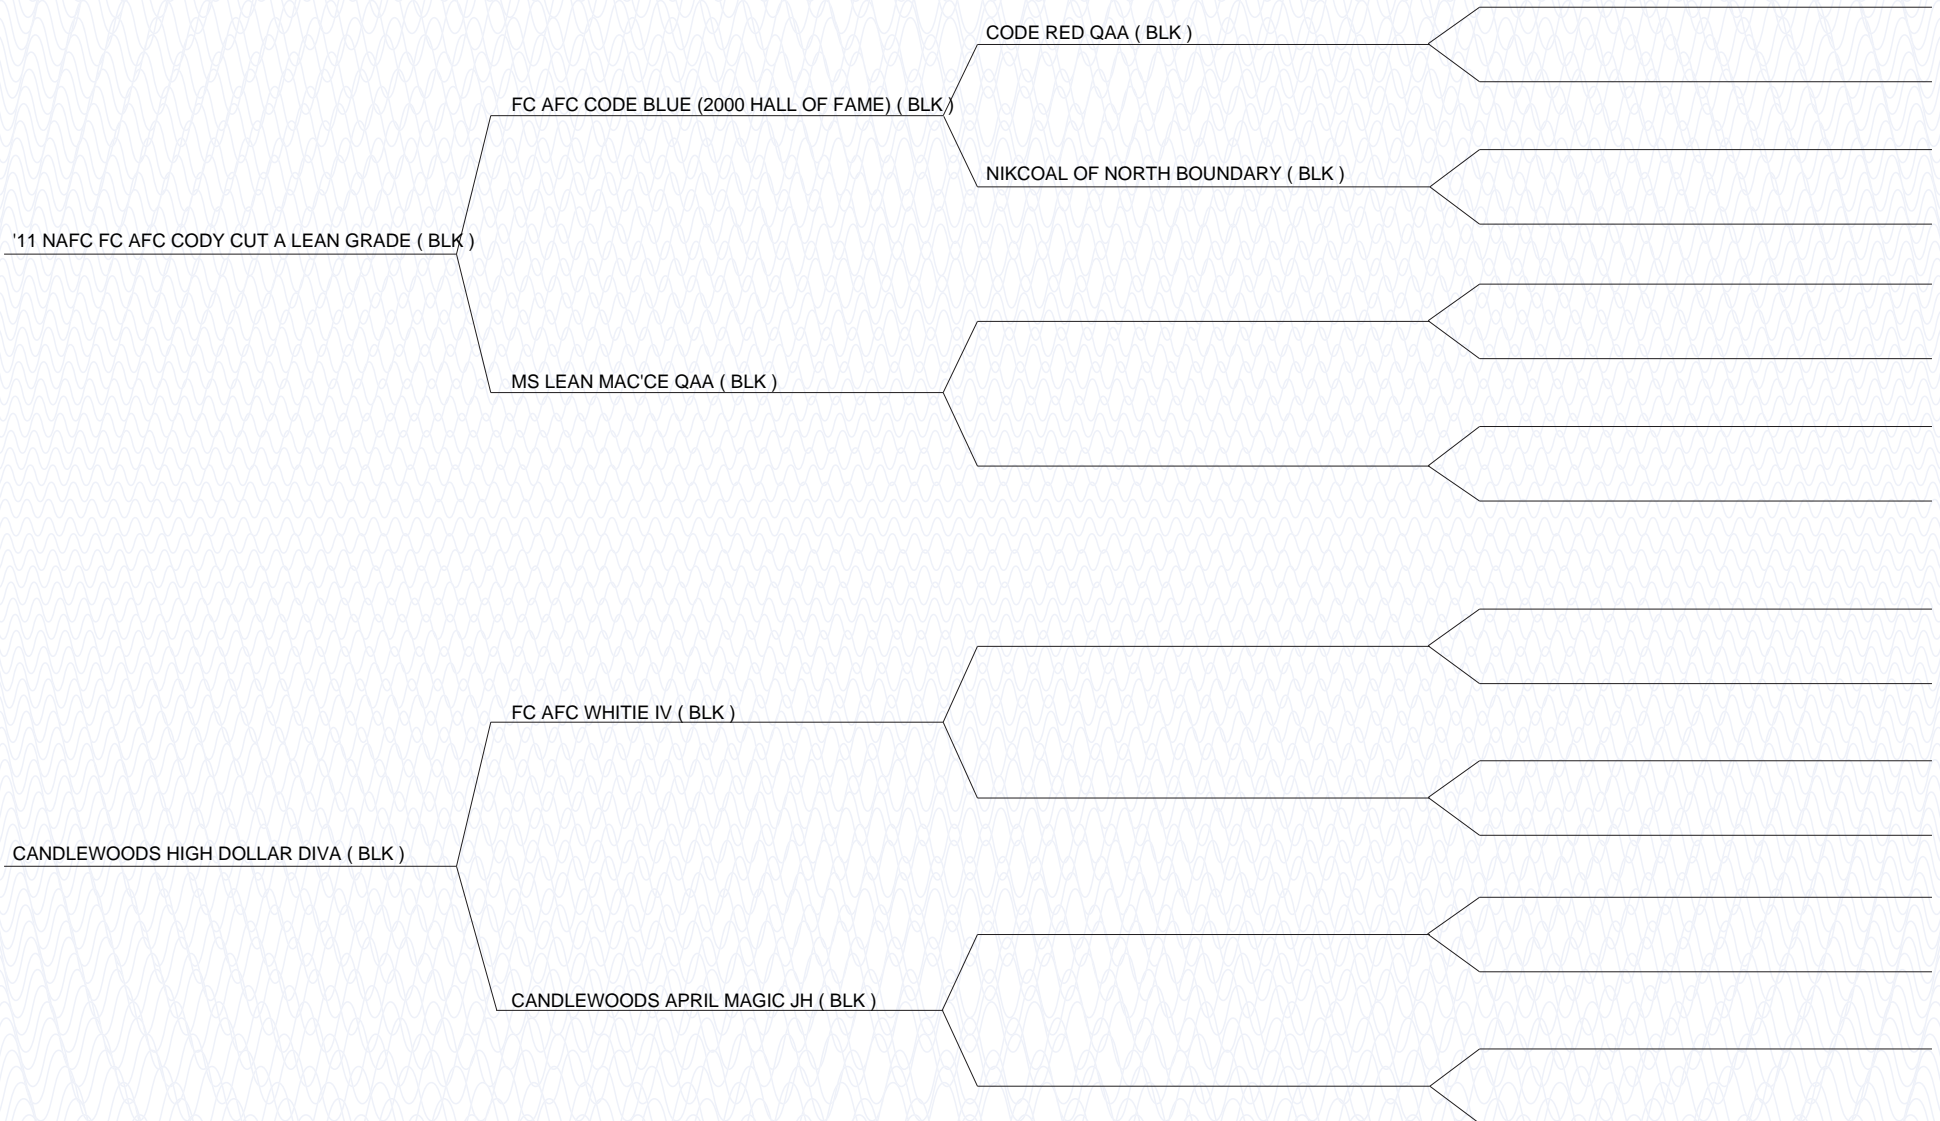 CODE RED QAA ( BLK )
FC AFC CODE BLUE (2000 HALL OF FAME) ( BLK )
NIKCOAL OF NORTH BOUNDARY ( BLK )
'11 NAFC FC AFC CODY CUT A LEAN GRADE ( BLK )
MS LEAN MAC'CE QAA ( BLK )
FC AFC WHITIE IV ( BLK )
CANDLEWOODS HIGH DOLLAR DIVA ( BLK )
CANDLEWOODS APRIL MAGIC JH ( BLK )